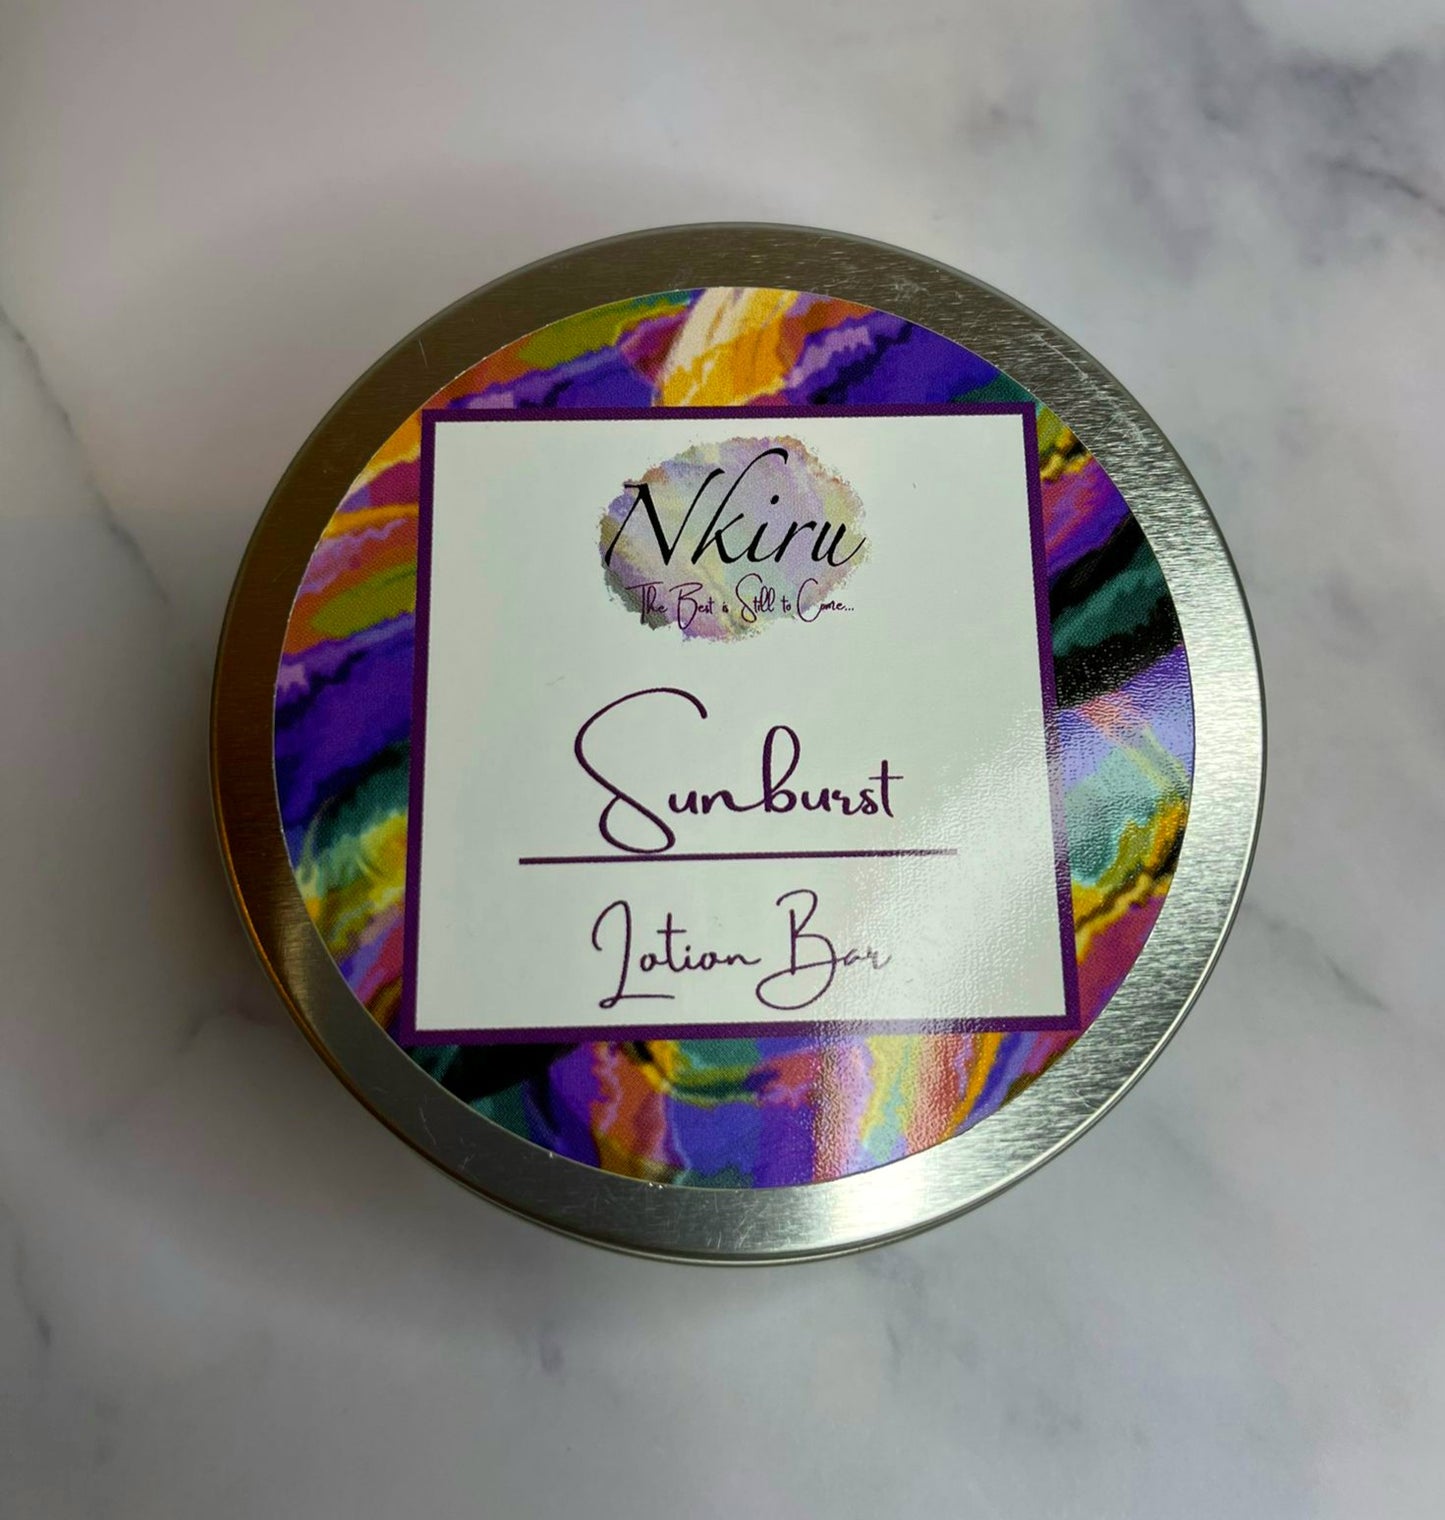 Nkiru
The Best is Still to Come...
Sunburst
Lotion Bar